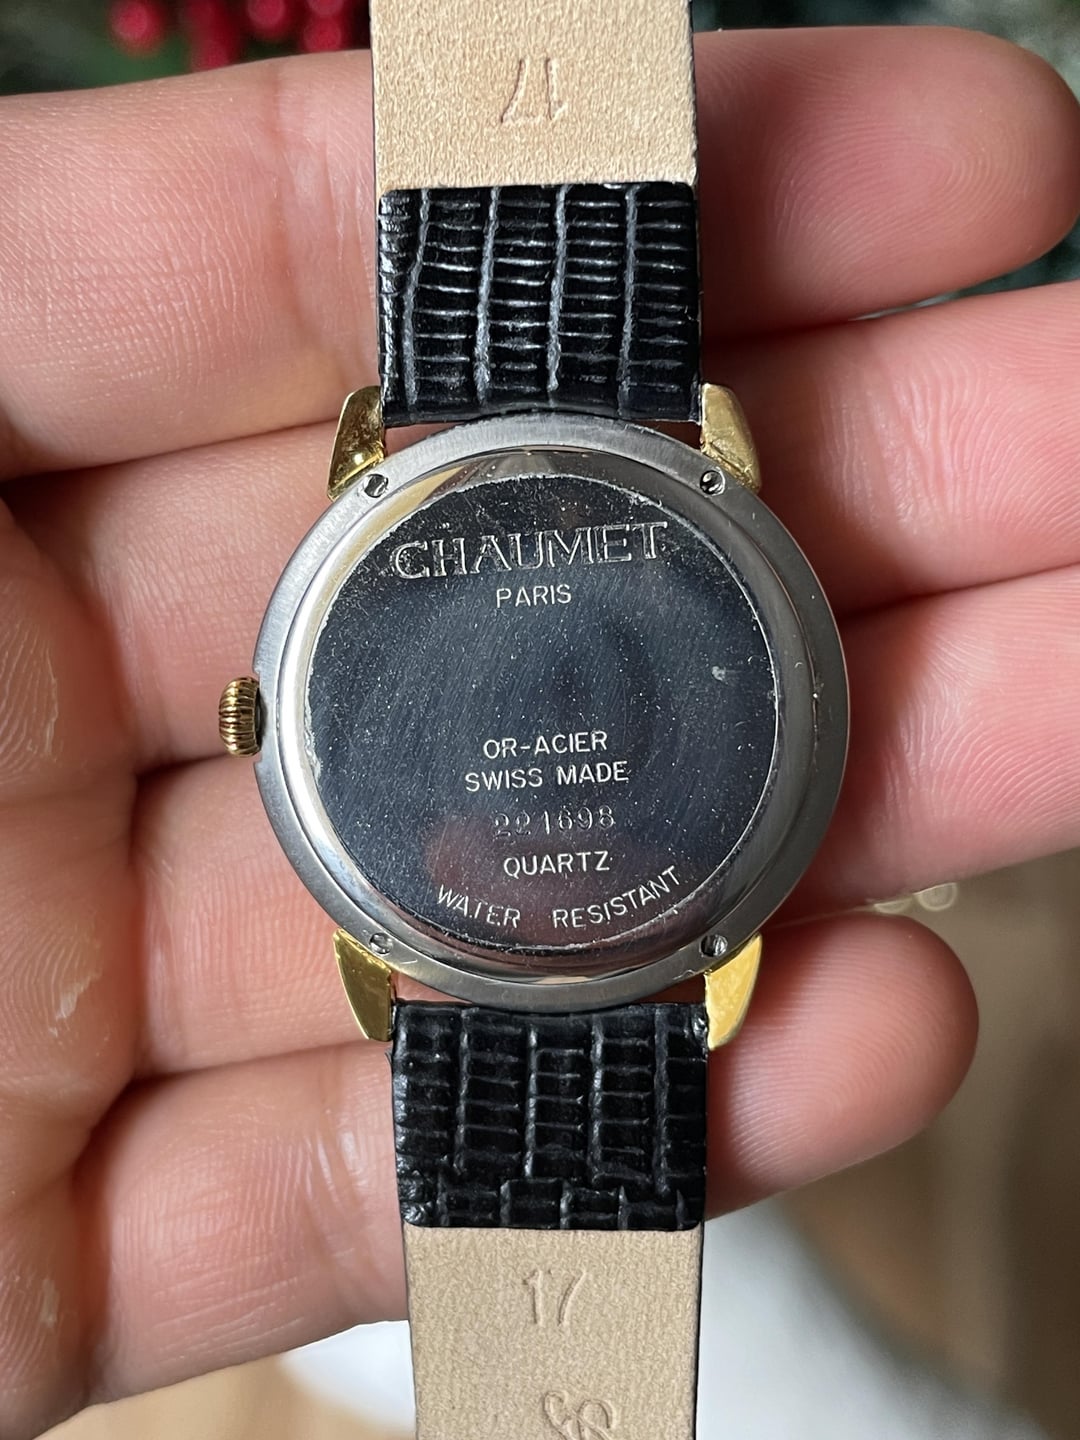 17
CHAUMET
PARIS
OR-ACIER
SWISS MADE
221698
QUARTZ
WATER RESISTANT
17